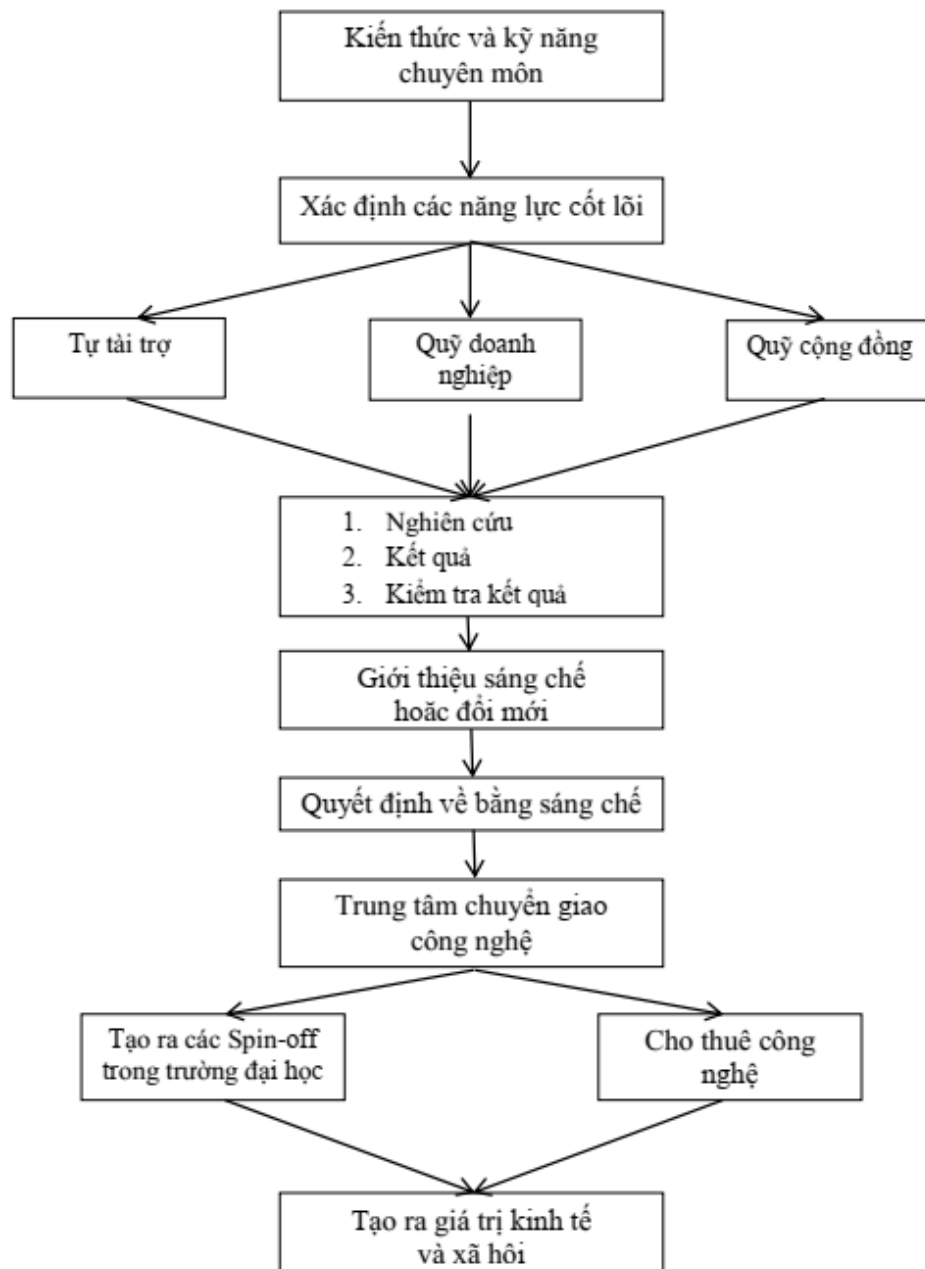 Kiến thức và kỹ năng
chuyên môn
Xác định các năng lực cốt lõi
Tự tài trợ
Quỹ doanh
nghiệp
Quỹ cộng đồng
1. Nghiên cứu
2. Kết quả
3. Kiểm tra kết quả
Giới thiệu sáng chế
hoăc đổi mới
Quyết định về bằng sáng chế
Trung tâm chuyển giao
công nghệ
Tạo ra các Spin-off
trong trường đại học
Cho thuê công
nghệ
Tạo ra giá trị kinh tế
và xã hôi